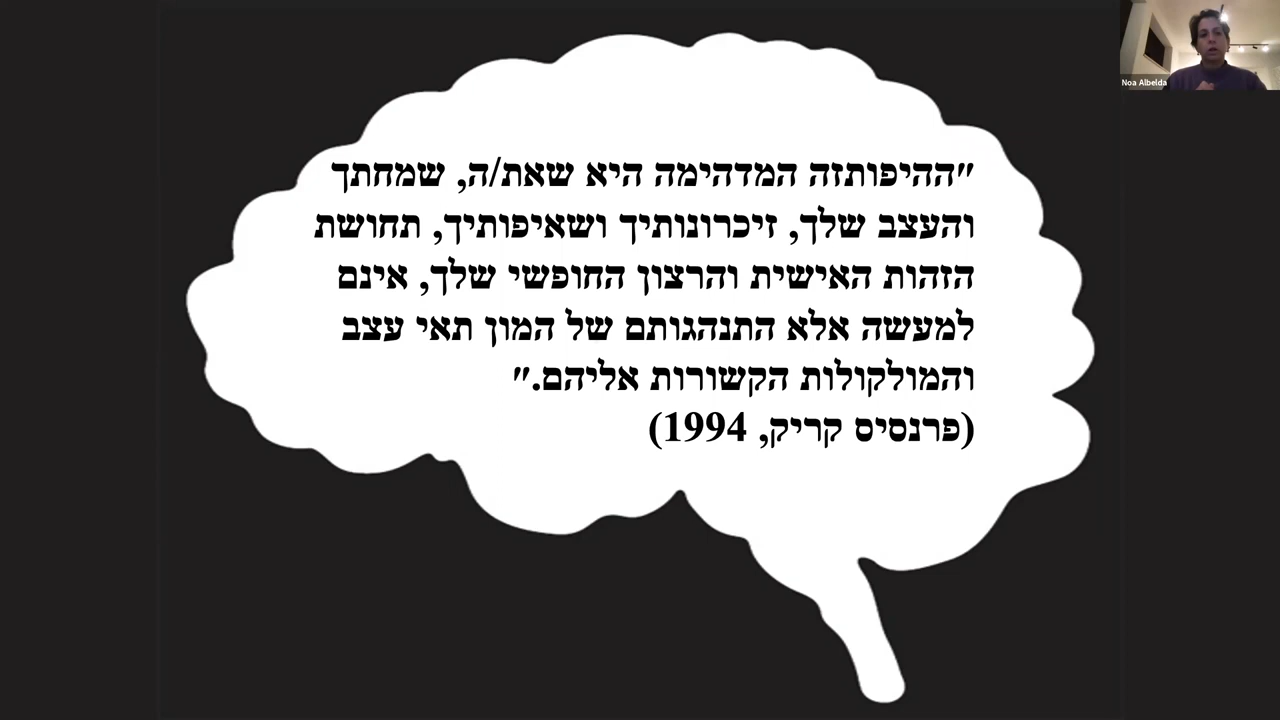 "ההיפותזה המדהימה היא שאת/ה, שמחתך
והעצב שלך, זיכרונותיך ושאיפותיך, תחושת
הזהות האישית והרצון החופשי שלך, אינם
למעשה אלא התנהגותם של המון תאי עצב
והמולקולות הקשורות אליהם."
(פרנסיס קריק, 1994)
Noa Albelda